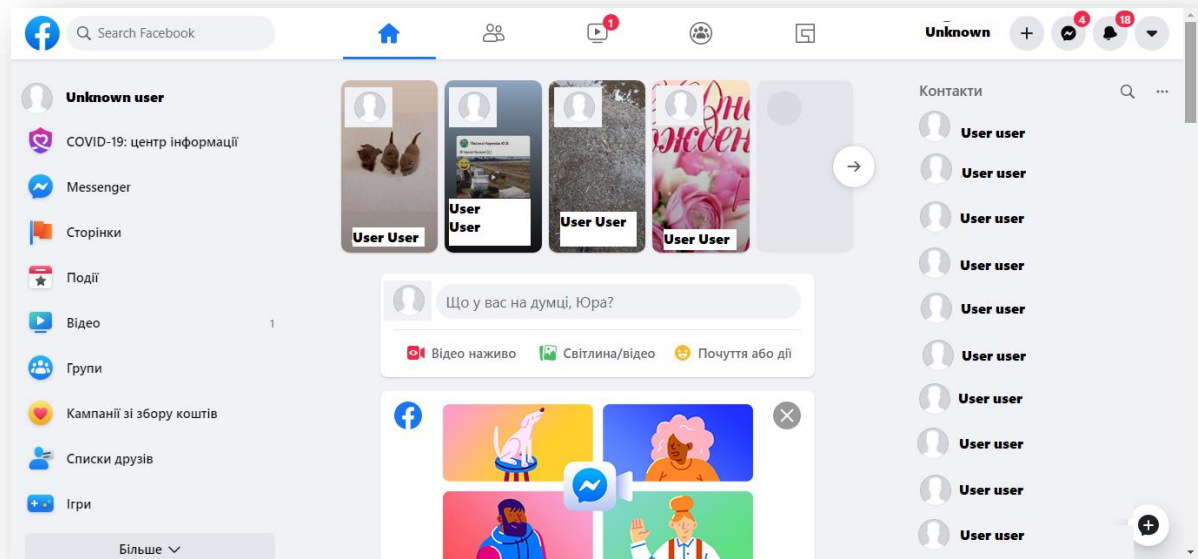 Search Facebook
1
Unknown
4
18
Unknown user
COVID-19: центр інформації
Messenger
Сторінки
Події
Відео
1
Групи
Кампанії зі збору коштів
Списки друзів
Ігри
Більше
User User
User
User
User User
User User
Що у вас на думці, Юра?
Відео наживо
Світлина/відео
Почуття або дії
Контакти
User user
User user
User user
User user
User user
User user
User user
User user
User user
User user